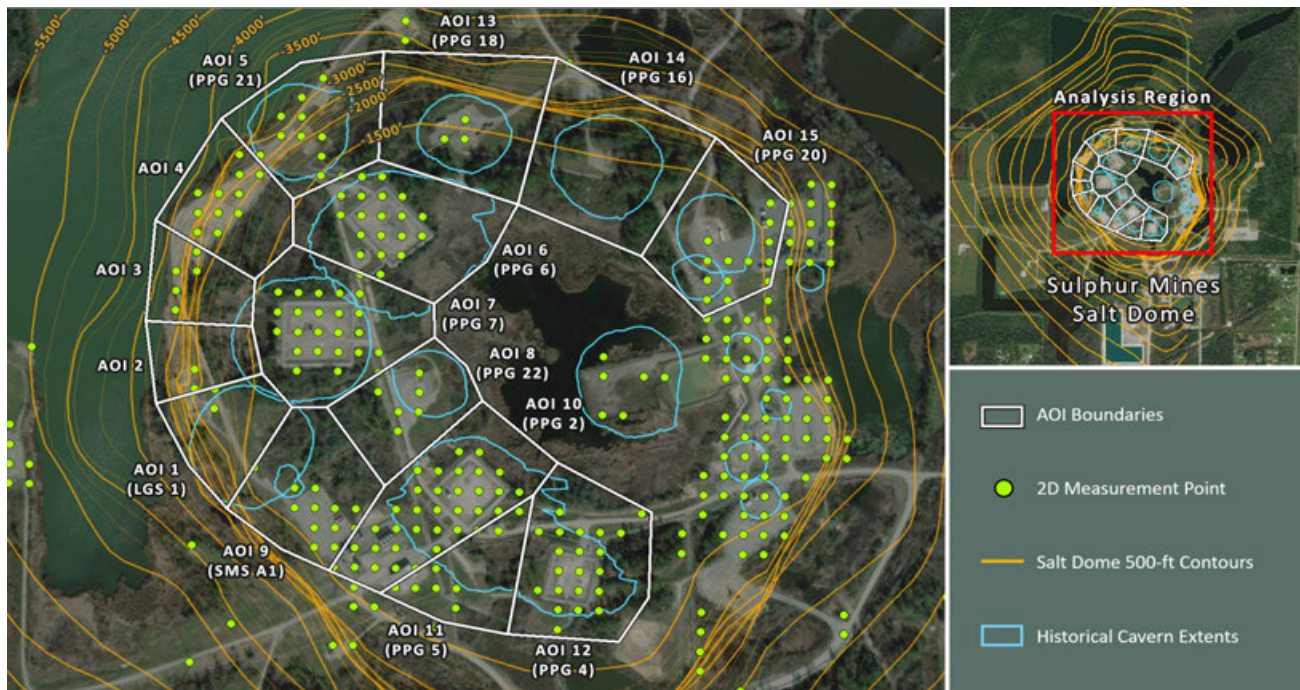 -5500'
-5000'
-4500'
-4000'
-3500'
-3000'
-2500'
-2000'
-1500'
AOI 13
(PPG 18)
AOI 5
(PPG 21)
AOI 14
(PPG 16)
AOI 15
(PPG 20)
AOI 4
AOI 6
(PPG 6)
AOI 3
AOI 7
(PPG 7)
AOI 2
AOI 8
(PPG 22)
AOI 10
(PPG 2)
AOI 1
(LGS 1)
AOI 9
(SMS A1)
AOI 11
(PPG 5)
AOI 12
(PPG 4)
Analysis Region
Sulphur Mines
Salt Dome
AOI Boundaries
2D Measurement Point
Salt Dome 500-ft Contours
Historical Cavern Extents